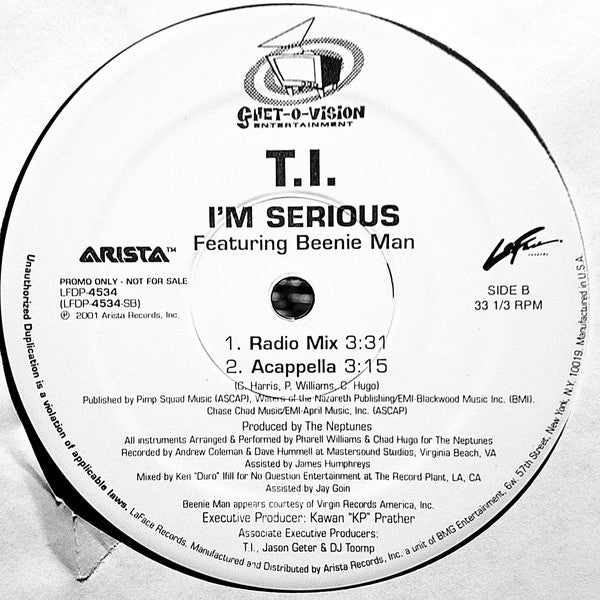 GHET-O-VISION
ENTERTAINMENT
T.I.
I'M SERIOUS
Featuring Beenie Man
ARISTA™
LaFace
RECORDS
PROMO ONLY - NOT FOR SALE
LFDP-4534
(LFDP-4534-SB)
℗ 2001 Arista Records, Inc.
SIDE B
33 1/3 RPM
1. Radio Mix 3:31
2. Acappella 3:15
(C. Harris, P. Williams, C. Hugo)
Published by Pimp Squad Music (ASCAP), Waters of the Nazareth Publishing/EMI-Blackwood Music Inc. (BMI),
Chase Chad Music/EMI-April Music, Inc. (ASCAP)
Produced by The Neptunes
All instruments Arranged & Performed by Pharell Williams & Chad Hugo for The Neptunes
Recorded by Andrew Coleman & Dave Hummell at Mastersound Studios, Virginia Beach, VA
Assisted by James Humphreys
Mixed by Ken "Duro" Ifill for No Question Entertainment at The Record Plant, LA, CA
Assisted by Jay Goin
Beenie Man appears courtesy of Virgin Records America, Inc.
Executive Producer: Kawan "KP" Prather
Associate Executive Producers:
T.I., Jason Geter & DJ Toomp
Unauthorized Duplication is a violation of applicable laws. LaFace Records. Manufactured and Distributed by Arista Records, Inc. a unit of BMG Entertainment, 6w. 57th Street, New York, N.Y. 10019. Manufactured in U.S.A.